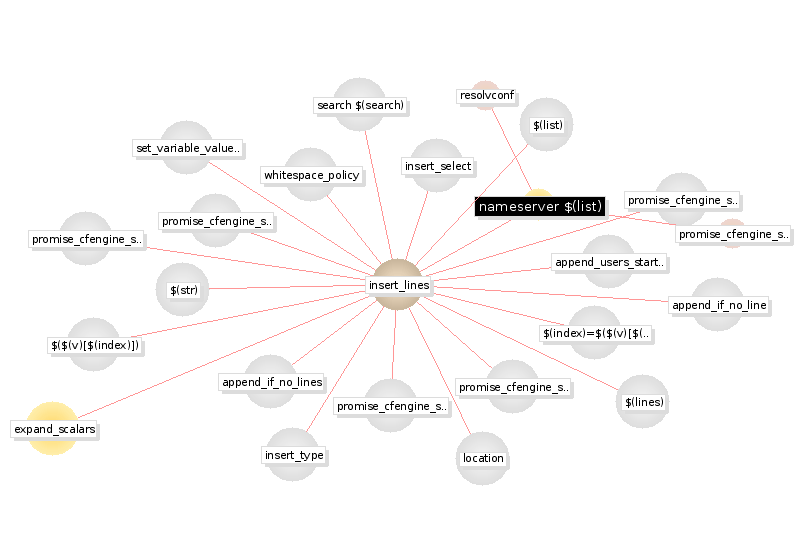 resolvconf
search $(search)
$(list)
set_variable_value..
insert_select
whitespace_policy
promise_cfengine_s..
nameserver $(list)
promise_cfengine_s..
promise_cfengine_s..
promise_cfengine_s..
append_users_start..
insert_lines
$(str)
append_if_no_line
$(index)=$($(v)[$(..
$($(v)[$(index)])
append_if_no_lines
promise_cfengine_s..
promise_cfengine_s..
$(lines)
expand_scalars
insert_type
location